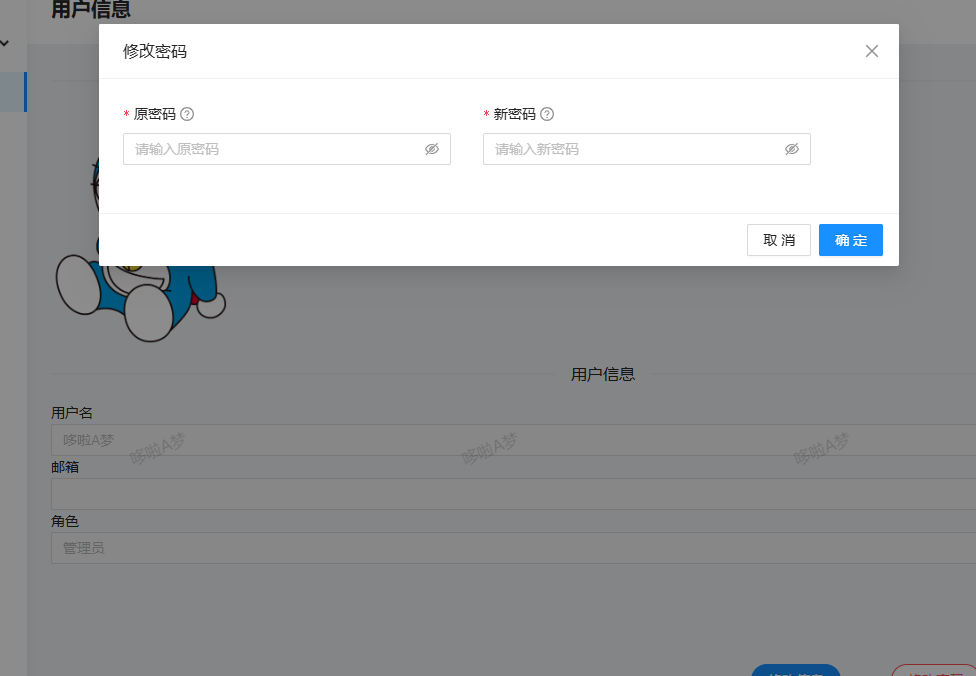 用户信息
修改密码
* 原密码 * 新密码
请输入原密码 请输入新密码
取 消 确 定
用户信息
用户名
哆啦A梦
哆啦A梦 哆啦A梦 哆啦A梦
邮箱
角色
管理员